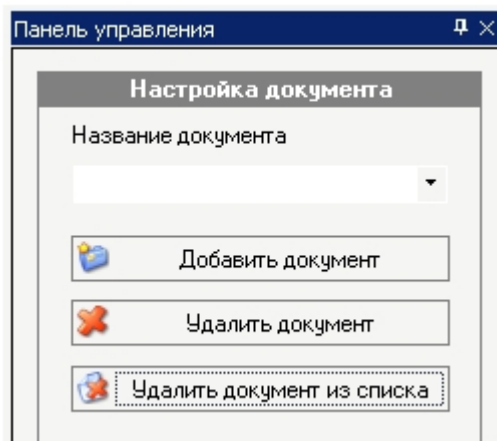 Панель управления
Настройка документа
Название документа
Добавить документ
Удалить документ
Удалить документ из списка